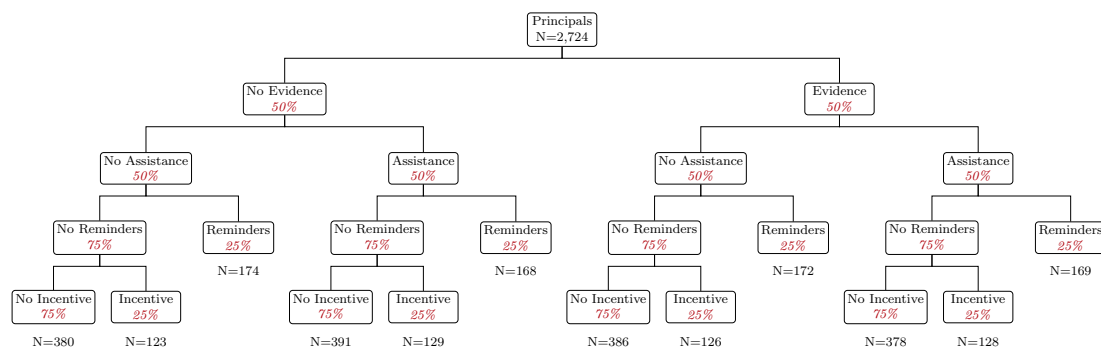 Principals
N=2,724
No Evidence
50%
Evidence
50%
No Assistance
50%
Assistance
50%
No Assistance
50%
Assistance
50%
No Reminders
75%
Reminders
25%
No Reminders
75%
Reminders
25%
No Reminders
75%
Reminders
25%
No Reminders
75%
Reminders
25%
N=174
N=168
N=172
N=169
No Incentive
75%
Incentive
25%
No Incentive
75%
Incentive
25%
No Incentive
75%
Incentive
25%
No Incentive
75%
Incentive
25%
N=380
N=123
N=391
N=129
N=386
N=126
N=378
N=128